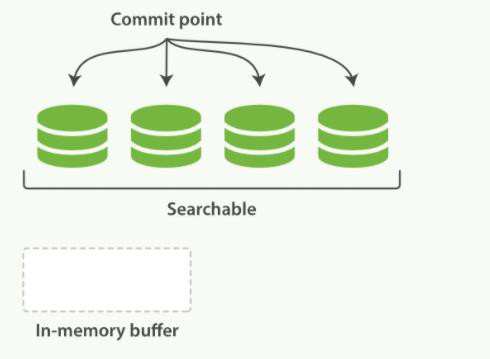 Commit point
Searchable
In-memory buffer